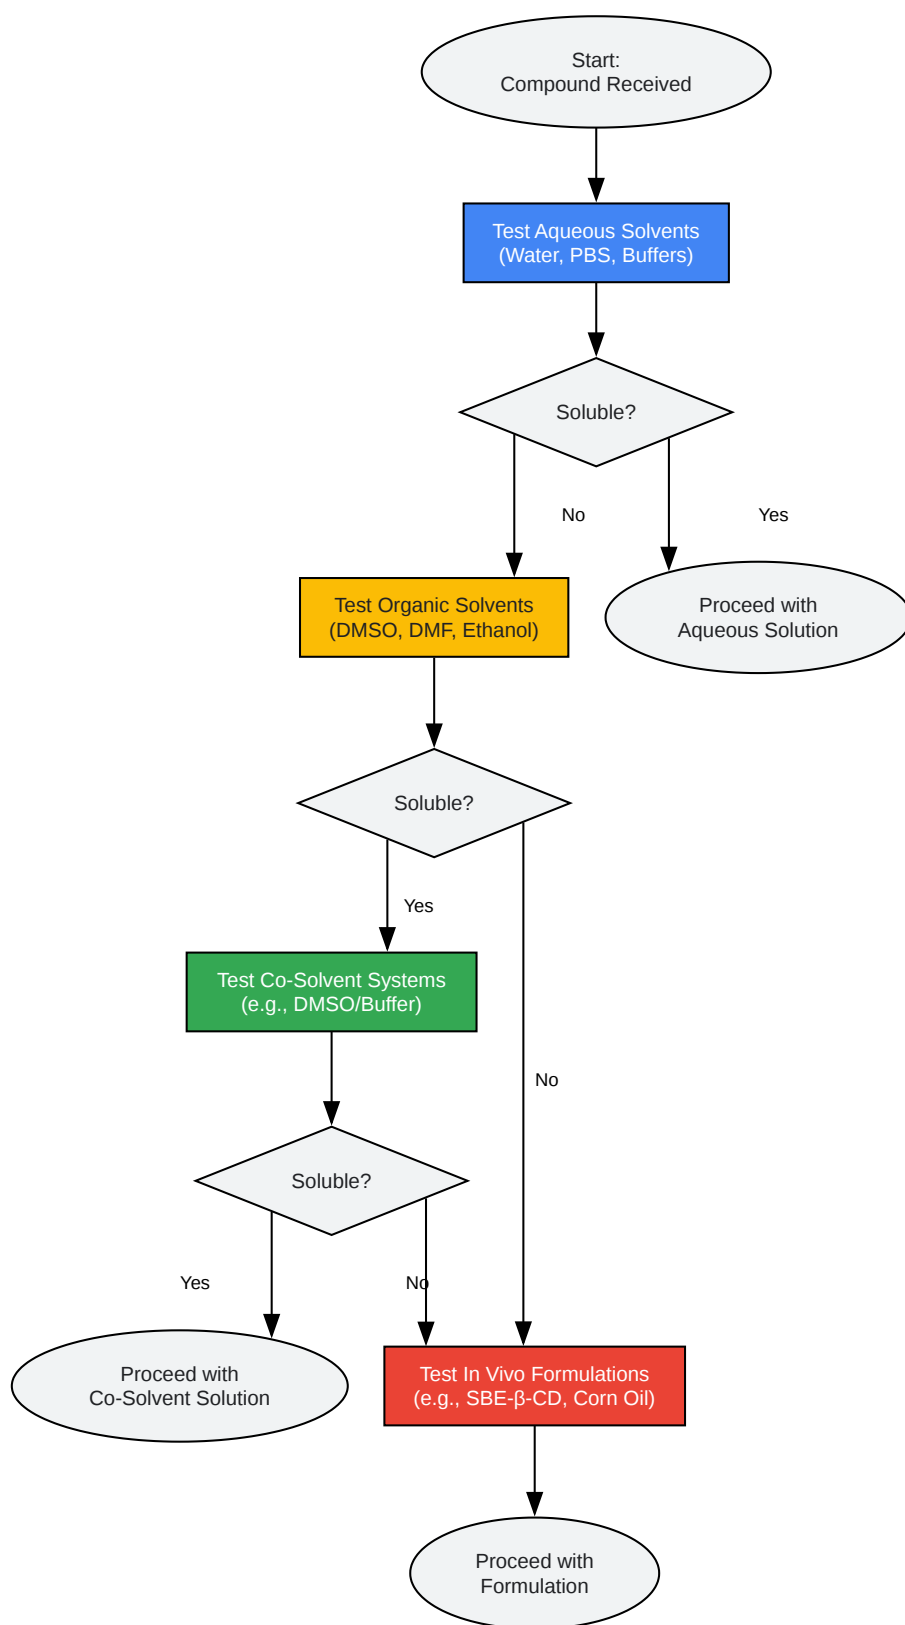 Start:
Compound Received
Test Aqueous Solvents
(Water, PBS, Buffers)
Soluble?
No
Yes
Test Organic Solvents
(DMSO, DMF, Ethanol)
Proceed with
Aqueous Solution
Soluble?
Yes
Test Co-Solvent Systems
(e.g., DMSO/Buffer)
No
Soluble?
Yes
No
Proceed with
Co-Solvent Solution
Test In Vivo Formulations
(e.g., SBE-β-CD, Corn Oil)
Proceed with
Formulation